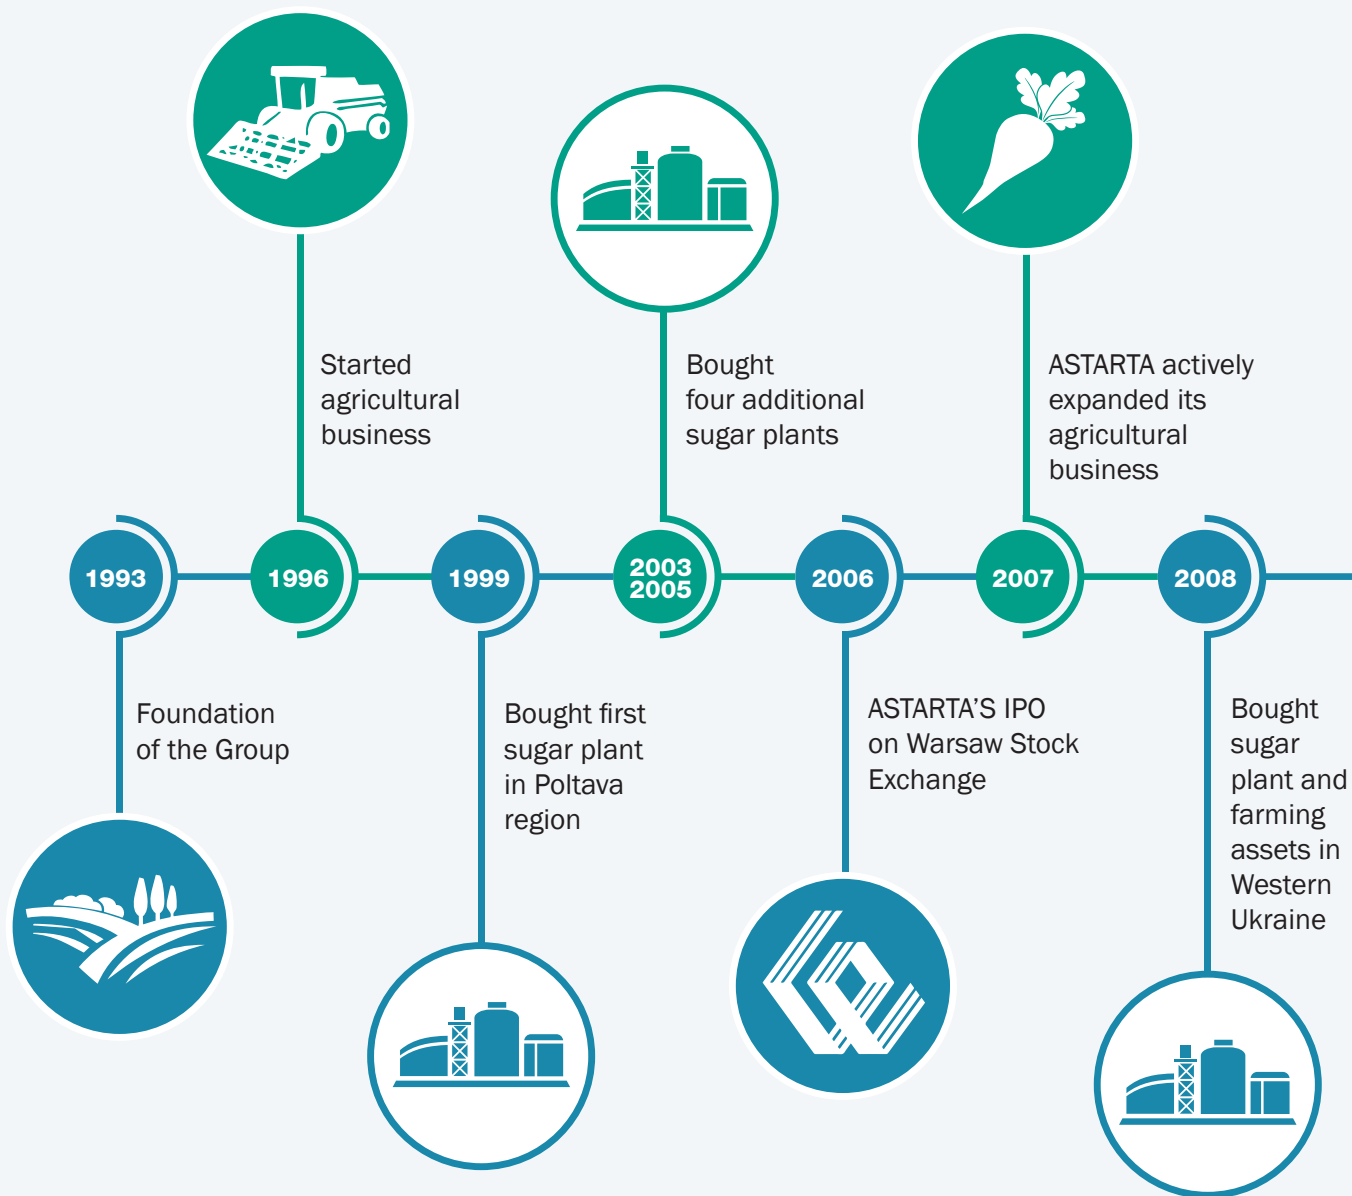 Started
agricultural
business
Bought
four additional
sugar plants
ASTARTA actively
expanded its
agricultural
business
1993
1996
1999
2003
2005
2006
2007
2008
Foundation
of the Group
Bought first
sugar plant
in Poltava
region
ASTARTA'S IPO
on Warsaw Stock
Exchange
Bought
sugar
plant and
farming
assets in
Western
Ukraine